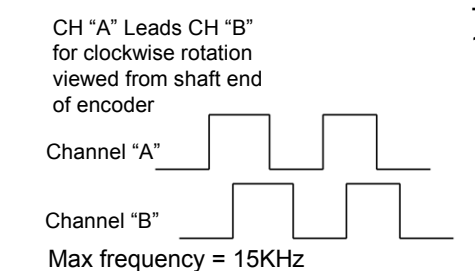 CH “A” Leads CH “B”
for clockwise rotation
viewed from shaft end
of encoder
Channel “A”
Channel “B”
Max frequency = 15KHz